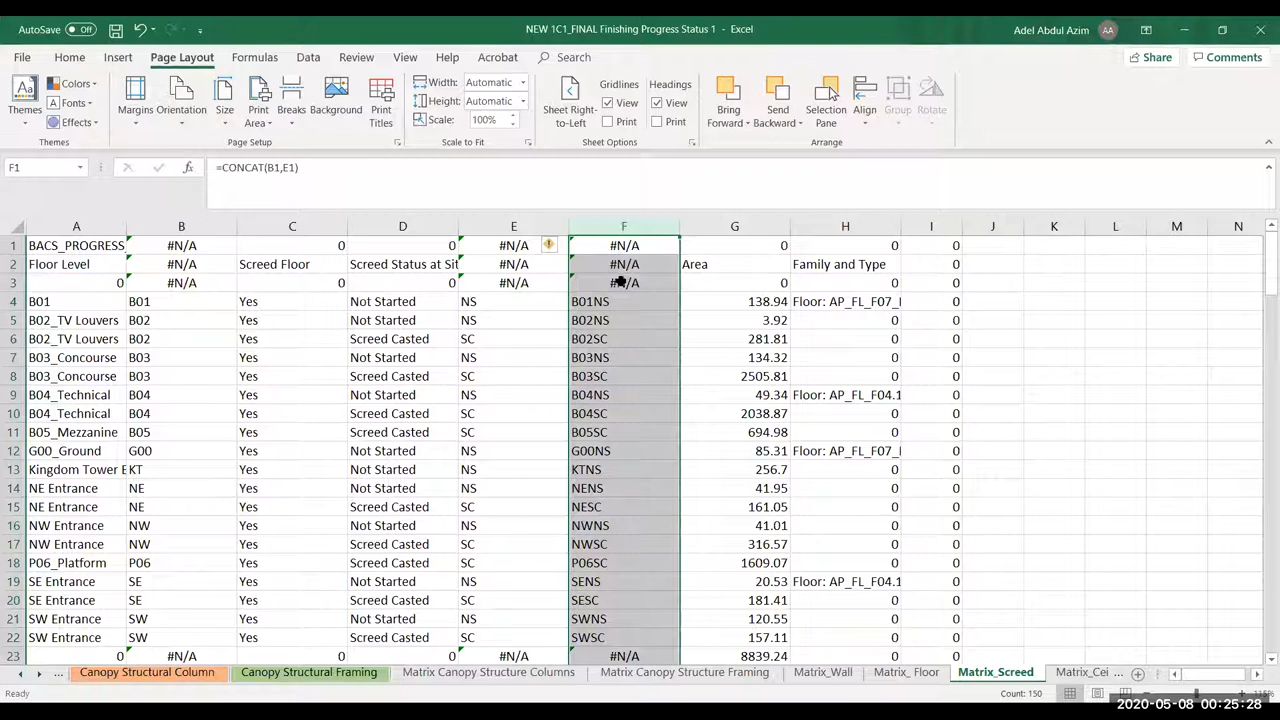 AutoSave Off NEW 1C1_FINAL Finishing Progress Status 1 - Excel Adel Abdul Azim AA
File Home Insert Page Layout Formulas Data Review View Help Acrobat Search Share Comments
Themes Colors Fonts Effects Margins Orientation Size Print Area Breaks Background Print Titles Width: Automatic Height: Automatic Scale: 100% Sheet Right-to-Left Gridlines View Print Headings View Print Bring Forward Send Backward Selection Pane Align Group Rotate
Themes Page Setup Scale to Fit Sheet Options Arrange
F1 fx =CONCAT(B1,E1)
A B C D E F G H I J K L M N
1 BACS_PROGRESS_ #N/A 0 0 #N/A #N/A 0 0 0
2 Floor Level #N/A Screed Floor Screed Status at Sit #N/A #N/A Area Family and Type
3 0 #N/A 0 0 #N/A #N/A 0 0 0
4 B01 B01 Yes Not Started NS B01NS 138.94 Floor: AP_FL_F07_ 0
5 B02_TV Louvers B02 Yes Not Started NS B02NS 3.92 0 0
6 B02_TV Louvers B02 Yes Screed Casted SC B02SC 281.81 0 0
7 B03_Concourse B03 Yes Not Started NS B03NS 134.32 0 0
8 B03_Concourse B03 Yes Screed Casted SC B03SC 2505.81 0 0
9 B04_Technical B04 Yes Not Started NS B04NS 49.34 Floor: AP_FL_F04.1 0
10 B04_Technical B04 Yes Screed Casted SC B04SC 2038.87 0 0
11 B05_Mezzanine B05 Yes Screed Casted SC B05SC 694.98 0 0
12 G00_Ground G00 Yes Not Started NS G00NS 85.31 Floor: AP_FL_F07_ 0
13 Kingdom Tower E KT Yes Not Started NS KTNS 256.7 0 0
14 NE Entrance NE Yes Not Started NS NENS 41.95 0 0
15 NE Entrance NE Yes Screed Casted SC NESC 161.05 0 0
16 NW Entrance NW Yes Not Started NS NWNS 41.01 0 0
17 NW Entrance NW Yes Screed Casted SC NWSC 316.57 0 0
18 P06_Platform P06 Yes Screed Casted SC P06SC 1609.07 0 0
19 SE Entrance SE Yes Not Started NS SENS 20.53 Floor: AP_FL_F04.1 0
20 SE Entrance SE Yes Screed Casted SC SESC 181.41 0 0
21 SW Entrance SW Yes Not Started NS SWNS 120.55 0 0
22 SW Entrance SW Yes Screed Casted SC SWSC 157.11 0 0
23 0 #N/A 0 0 #N/A #N/A 8839.24 0 0
... Canopy Structural Column Canopy Structural Framing Matrix Canopy Structure Columns Matrix Canopy Structure Framing Matrix_Wall Matrix_ Floor Matrix_Screed Matrix_Cei ...
Ready Count: 150
2020-05-08 00:25:28